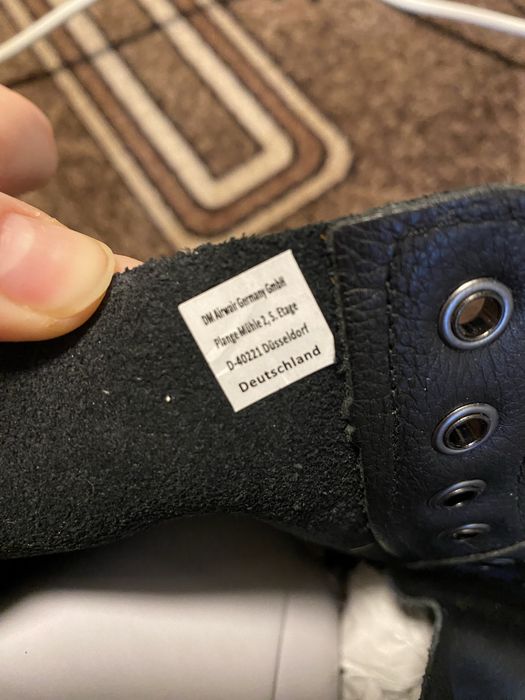 DM Airwair Germany GmbH
Plange Mühle 2, 5. Etage
D-40221 Düsseldorf
Deutschland